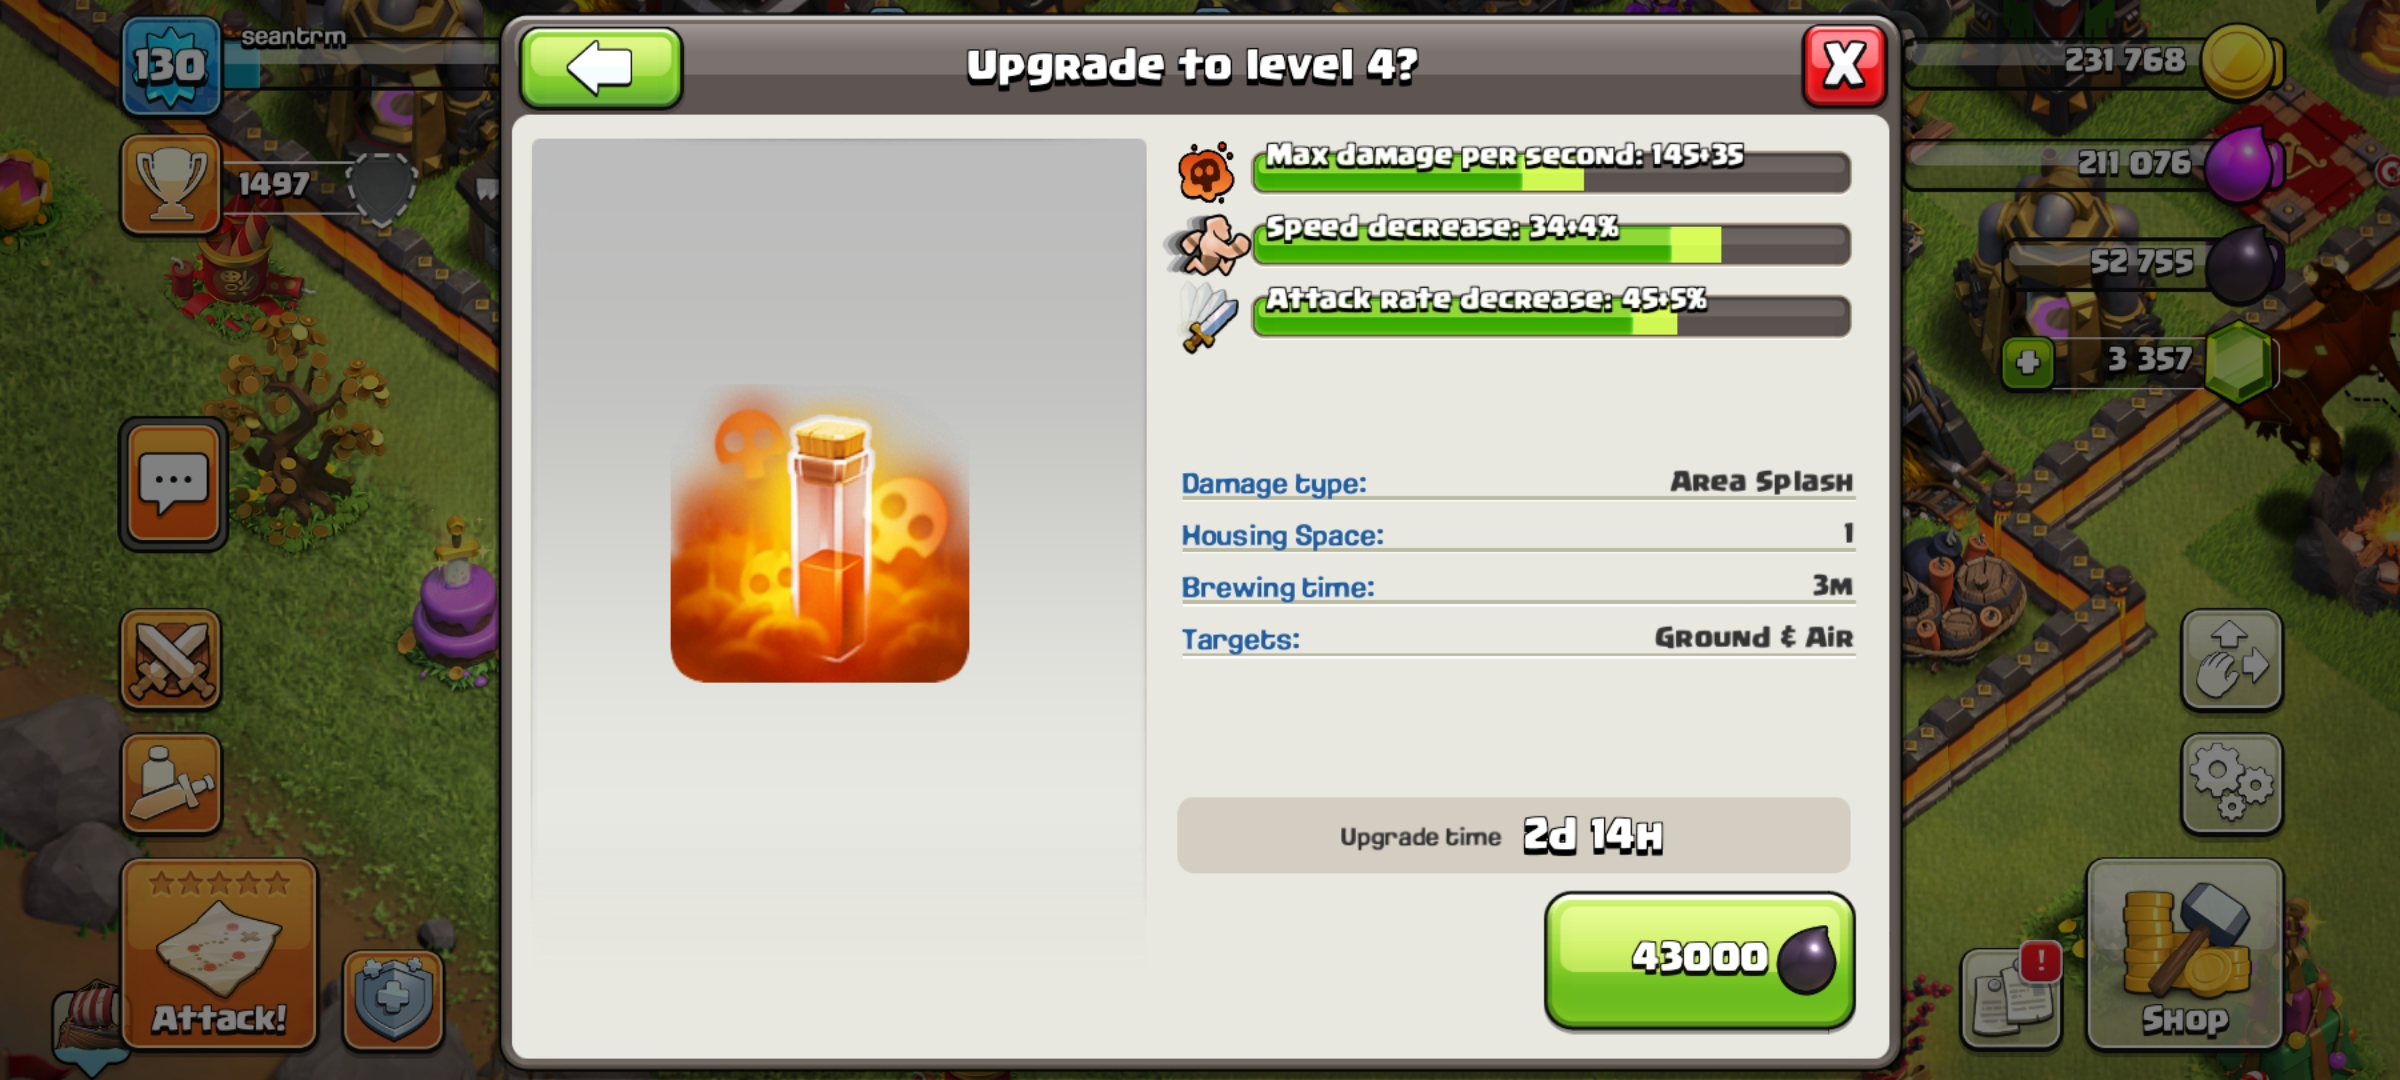 130
seantrm
1497
Upgrade to level 4?
X
231 768
211 076
52 755
3 357
Max damage per second: 145+35
Speed decrease: 34+4%
Attack rate decrease: 45+5%
Damage type: Area Splash
Housing Space: 1
Brewing time: 3m
Targets: Ground & Air
Upgrade time 2d 14h
43000
Attack!
!
Shop